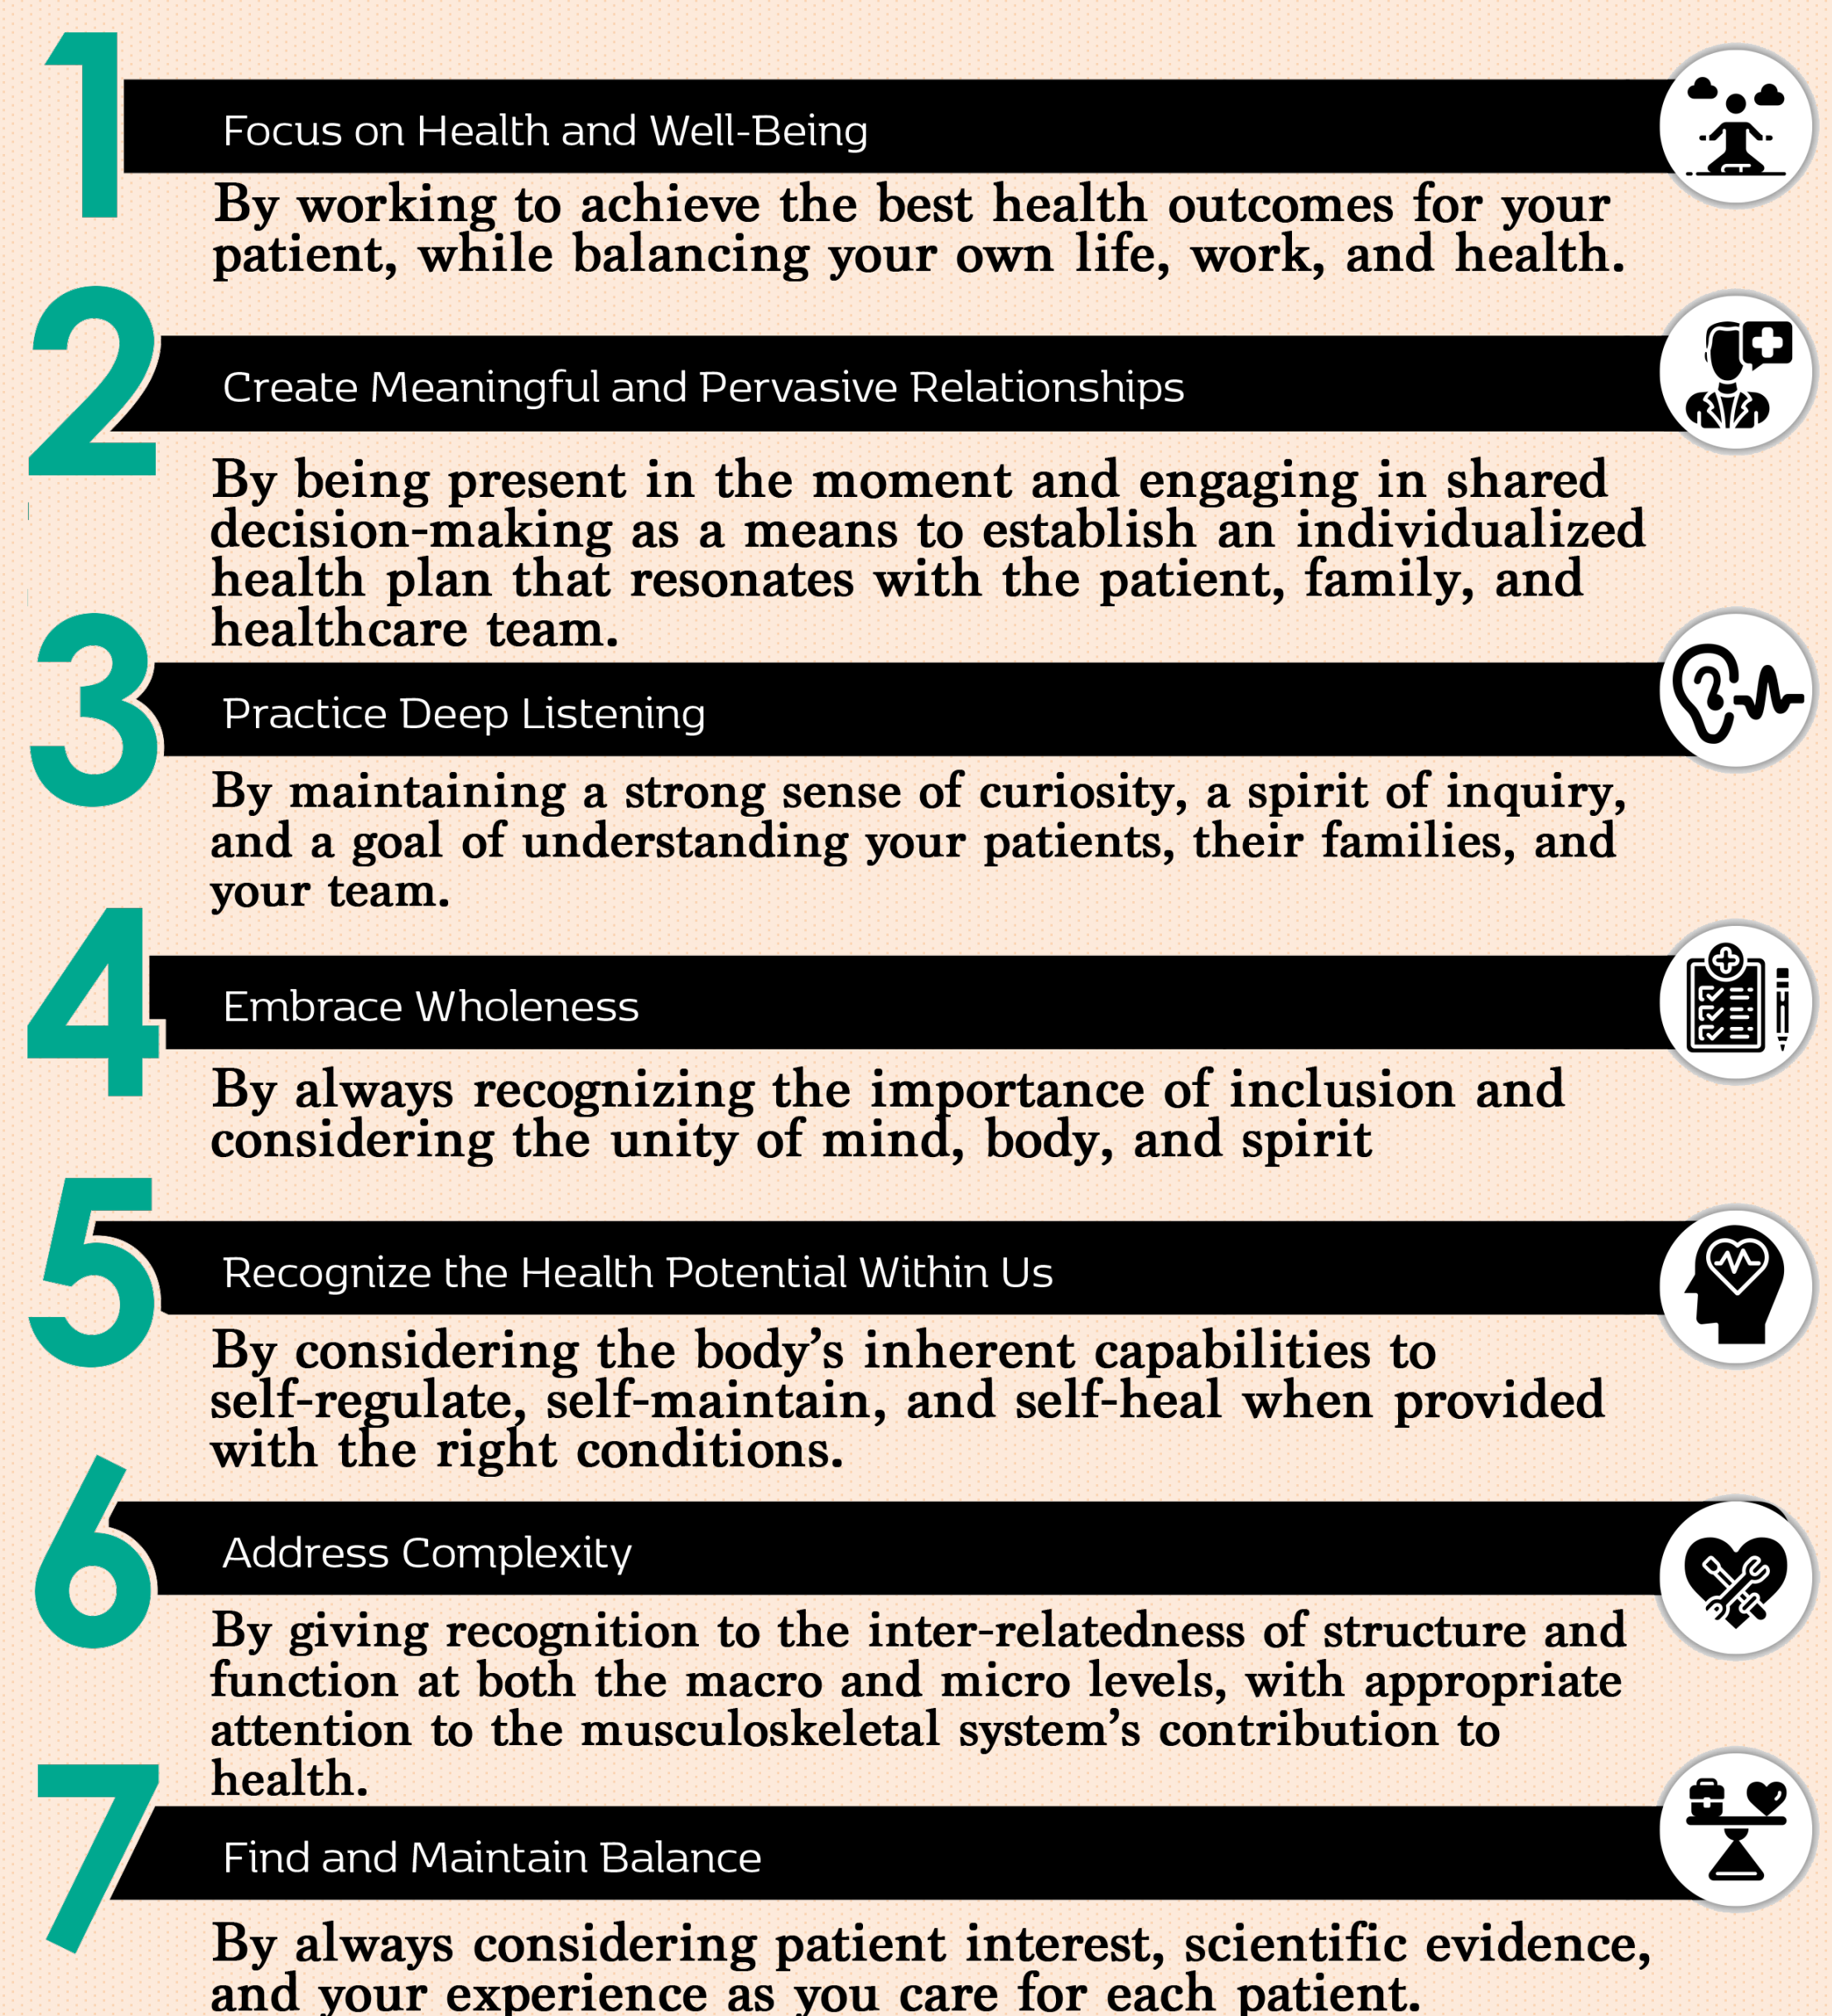 1
Focus on Health and Well-Being
By working to achieve the best health outcomes for your
patient, while balancing your own life, work, and health.
2
Create Meaningful and Pervasive Relationships
By being present in the moment and engaging in shared
decision-making as a means to establish an individualized
health plan that resonates with the patient, family, and
healthcare team.
3
Practice Deep Listening
By maintaining a strong sense of curiosity, a spirit of inquiry,
and a goal of understanding your patients, their families, and
your team.
4
Embrace Wholeness
By always recognizing the importance of inclusion and
considering the unity of mind, body, and spirit
5
Recognize the Health Potential Within Us
By considering the body’s inherent capabilities to
self-regulate, self-maintain, and self-heal when provided
with the right conditions.
6
Address Complexity
By giving recognition to the inter-relatedness of structure and
function at both the macro and micro levels, with appropriate
attention to the musculoskeletal system’s contribution to
health.
7
Find and Maintain Balance
By always considering patient interest, scientific evidence,
and your experience as you care for each patient.